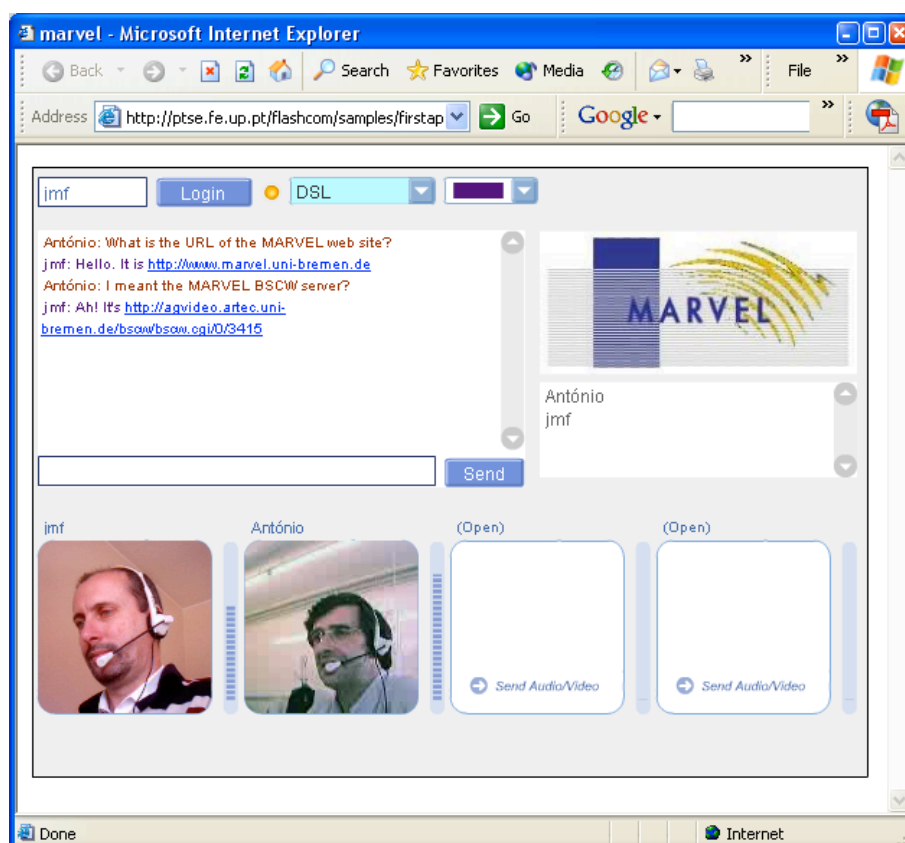 marvel - Microsoft Internet Explorer
Back Search Favorites Media » File »
Address http://ptse.fe.up.pt/flashcom/samples/firstap Go Google »
jmf Login DSL
António: What is the URL of the MARVEL web site?
jmf: Hello. It is http://www.marvel.uni-bremen.de
António: I meant the MARVEL BSCW server?
jmf: Ah! It's http://agvideo.artec.uni-
bremen.de/bscw/bscw.cgi/0/3415
MARVEL
António
jmf
Send
jmf António (Open) (Open)
Send Audio/Video Send Audio/Video
Done Internet